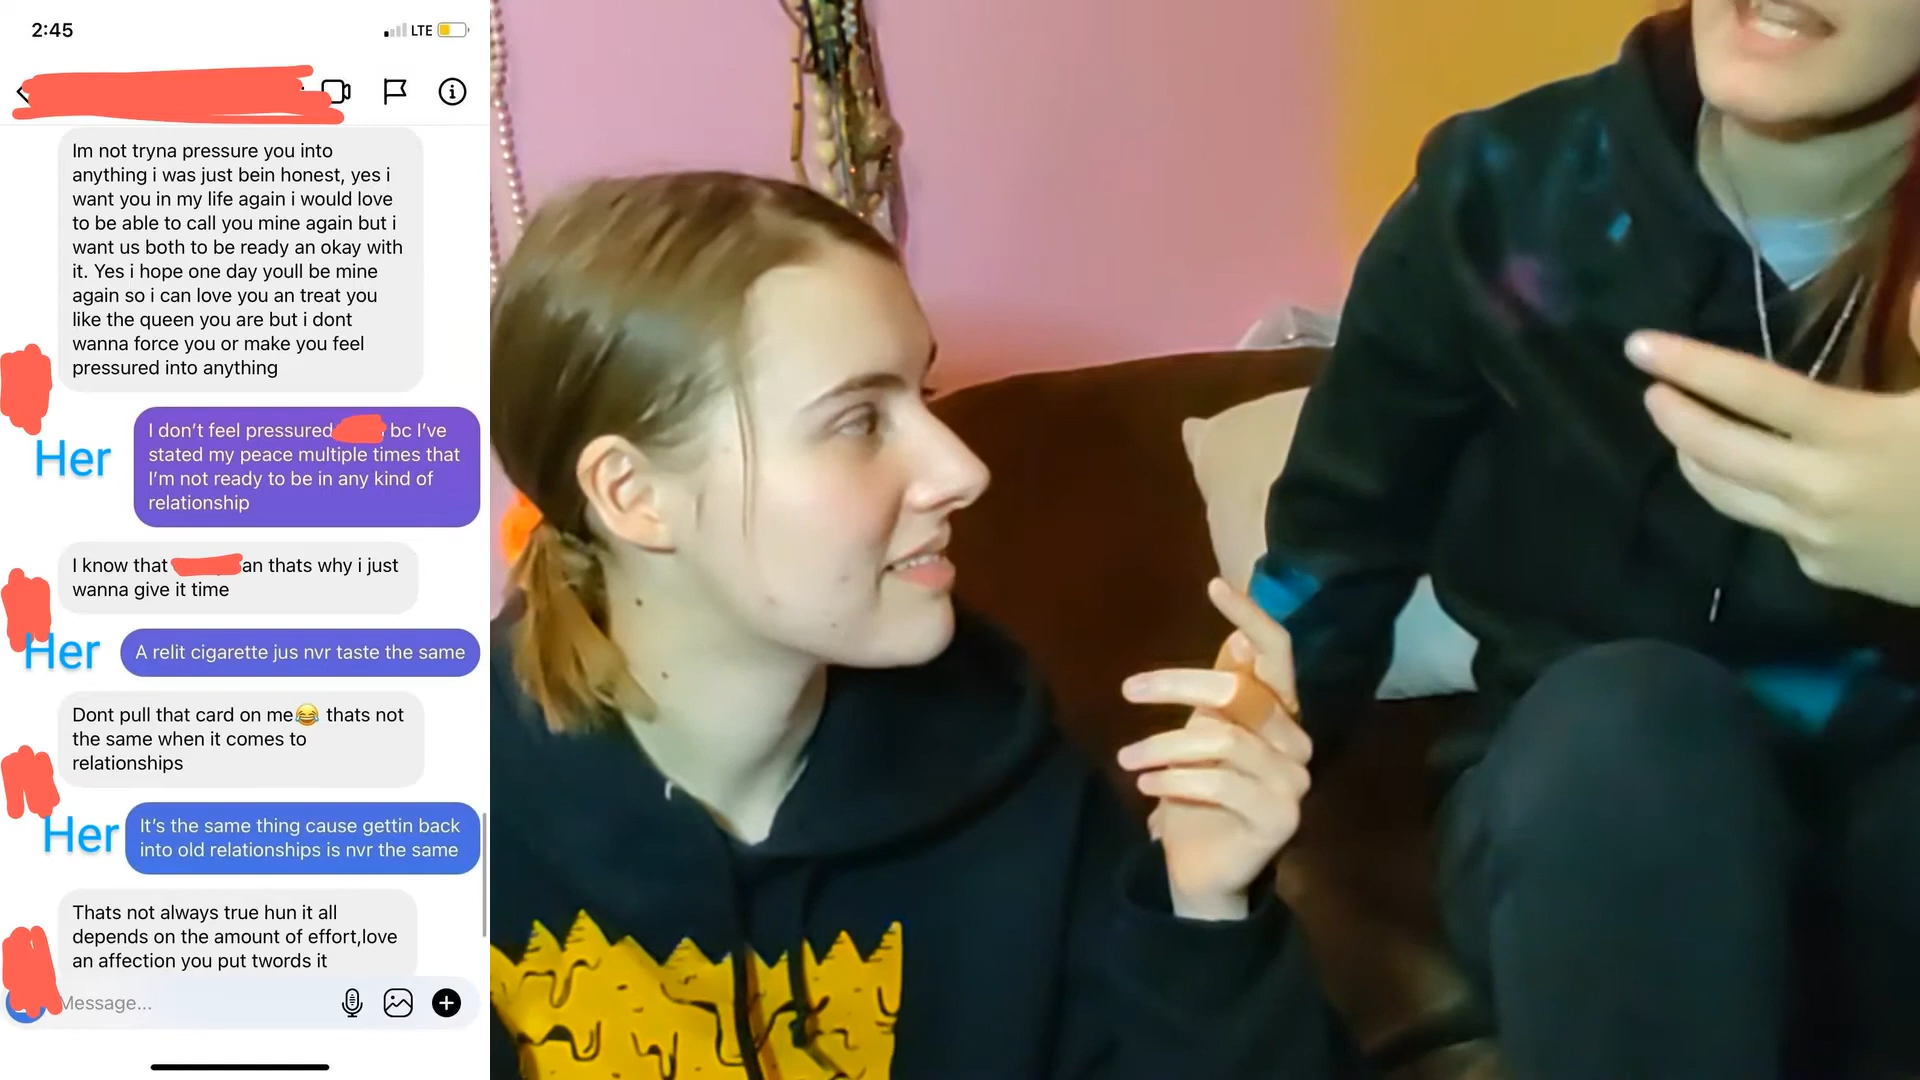 2:45
LTE
Im not tryna pressure you into
anything i was just bein honest, yes i
want you in my life again i would love
to be able to call you mine again but i
want us both to be ready an okay with
it. Yes i hope one day youll be mine
again so i can love you an treat you
like the queen you are but i dont
wanna force you or make you feel
pressured into anything
Her
I don't feel pressured bc I've
stated my peace multiple times that
I'm not ready to be in any kind of
relationship
I know that an thats why i just
wanna give it time
Her
A relit cigarette jus nvr taste the same
Dont pull that card on me😂 thats not
the same when it comes to
relationships
Her
It's the same thing cause gettin back
into old relationships is nvr the same
Thats not always true hun it all
depends on the amount of effort,love
an affection you put twords it
Message...